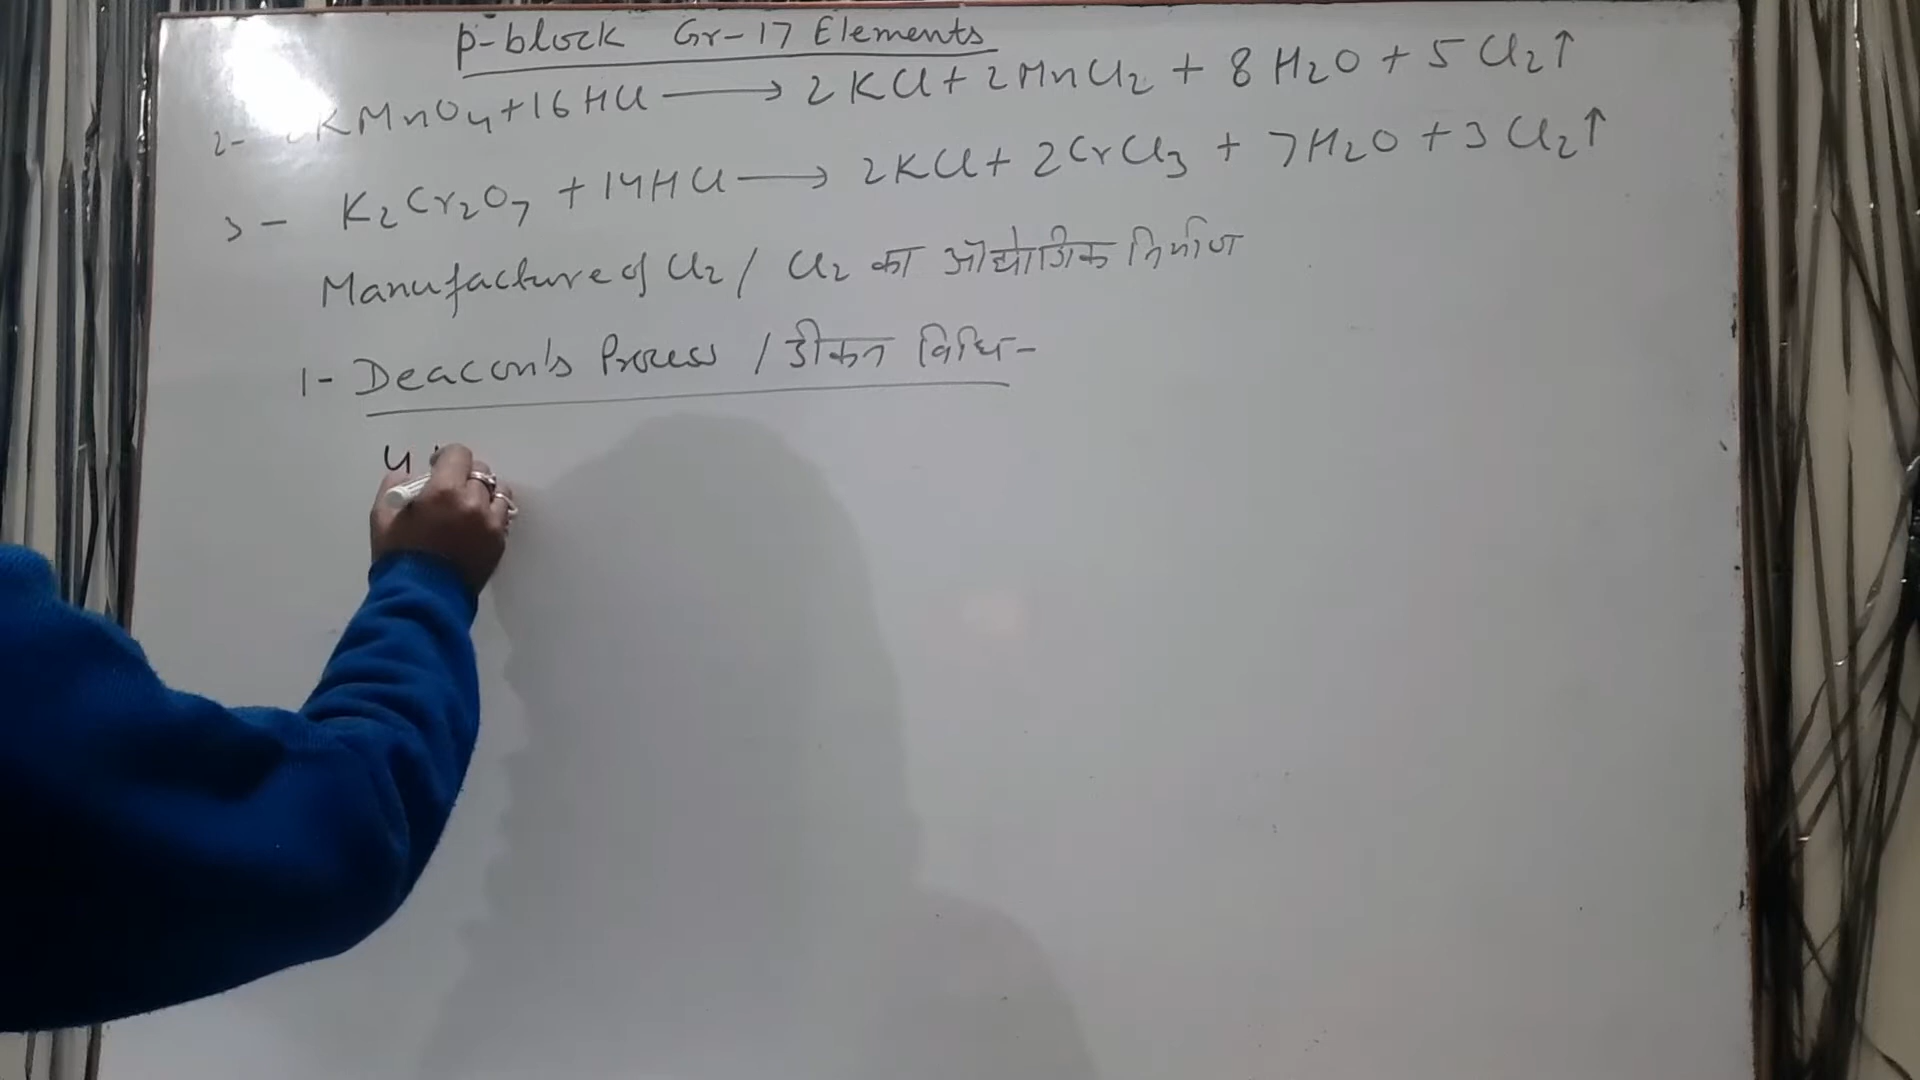 p-block Gr-17 Elements
2- KMnO4 + 16HCl ⟶ 2KCl + 2MnCl2 + 8H2O + 5Cl2↑
3- K2Cr2O7 + 14HCl ⟶ 2KCl + 2CrCl3 + 7H2O + 3Cl2↑
Manufacture of Cl2 / Cl2 का औद्योगिक निर्माण
1- Deacon's Process / डीकन विधि-
4